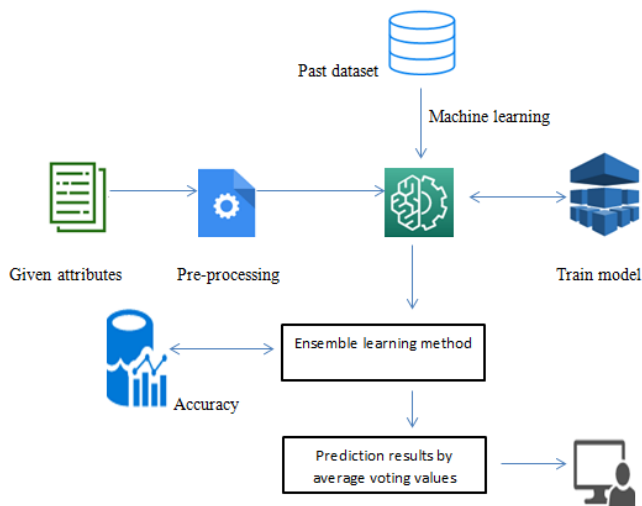 Past dataset
Machine learning
Given attributes
Pre-processing
Train model
Ensemble learning method
Accuracy
Prediction results by
average voting values